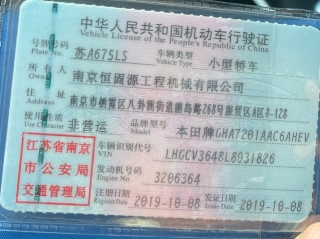 中华人民共和国机动车行驶证
Vehicle License of the People's Republic of China
号牌号码 苏A675LS 车辆类型 小型轿车
Plate No. Vehicle Type
所有人 南京恒固源工程机械有限公司
Owner
住址 南京市栖霞区八卦洲街道鹂岛路268号 A区8-128
使用性质 非营运 品牌型号 本田牌GHA7201AAC6AHEV
Use Character Model
江苏省南京
市公安局
交通管理局
车辆识别代号 LHGCV3648L8031826
VIN
发动机号码 3206364
Engine No.
注册日期 2019-10-08 发证日期 2019-10-08
Register Date Issue Date